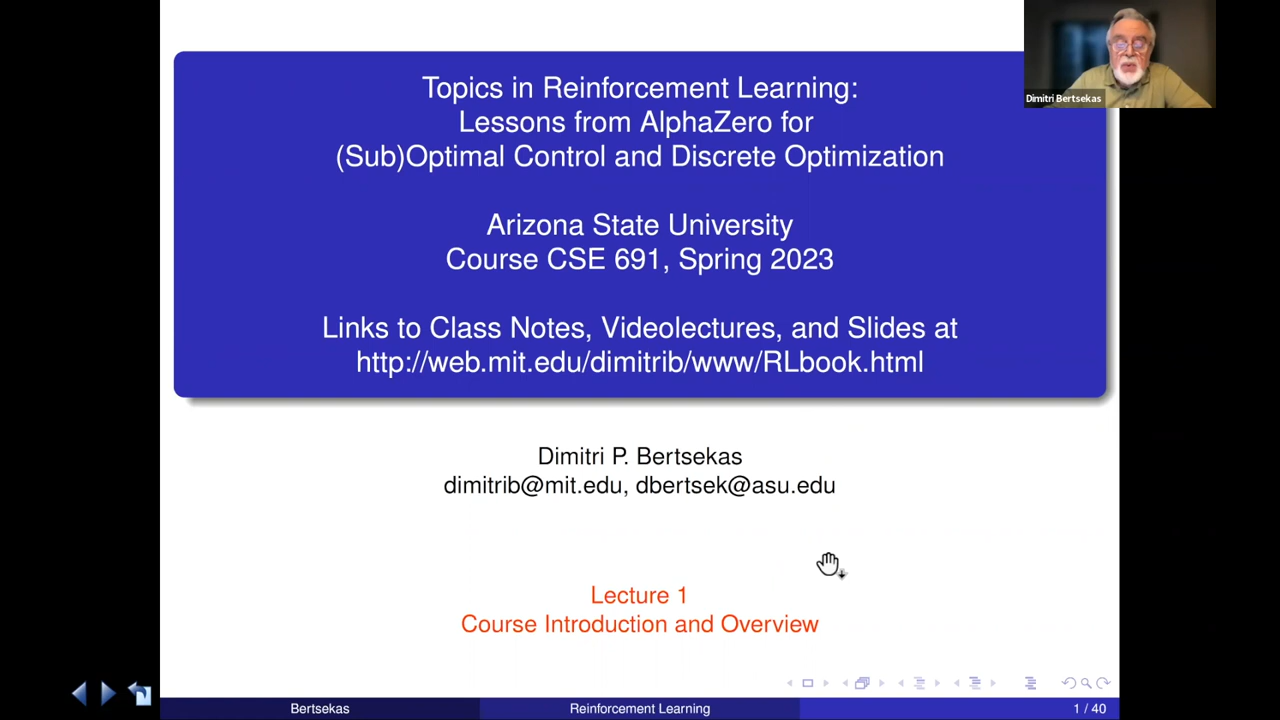 Topics in Reinforcement Learning:
Lessons from AlphaZero for
(Sub)Optimal Control and Discrete Optimization
Arizona State University
Course CSE 691, Spring 2023
Links to Class Notes, Videolectures, and Slides at
http://web.mit.edu/dimitrib/www/RLbook.html
Dimitri Bertsekas
Dimitri P. Bertsekas
dimitrib@mit.edu, dbertsek@asu.edu
Lecture 1
Course Introduction and Overview
Bertsekas
Reinforcement Learning
1 / 40